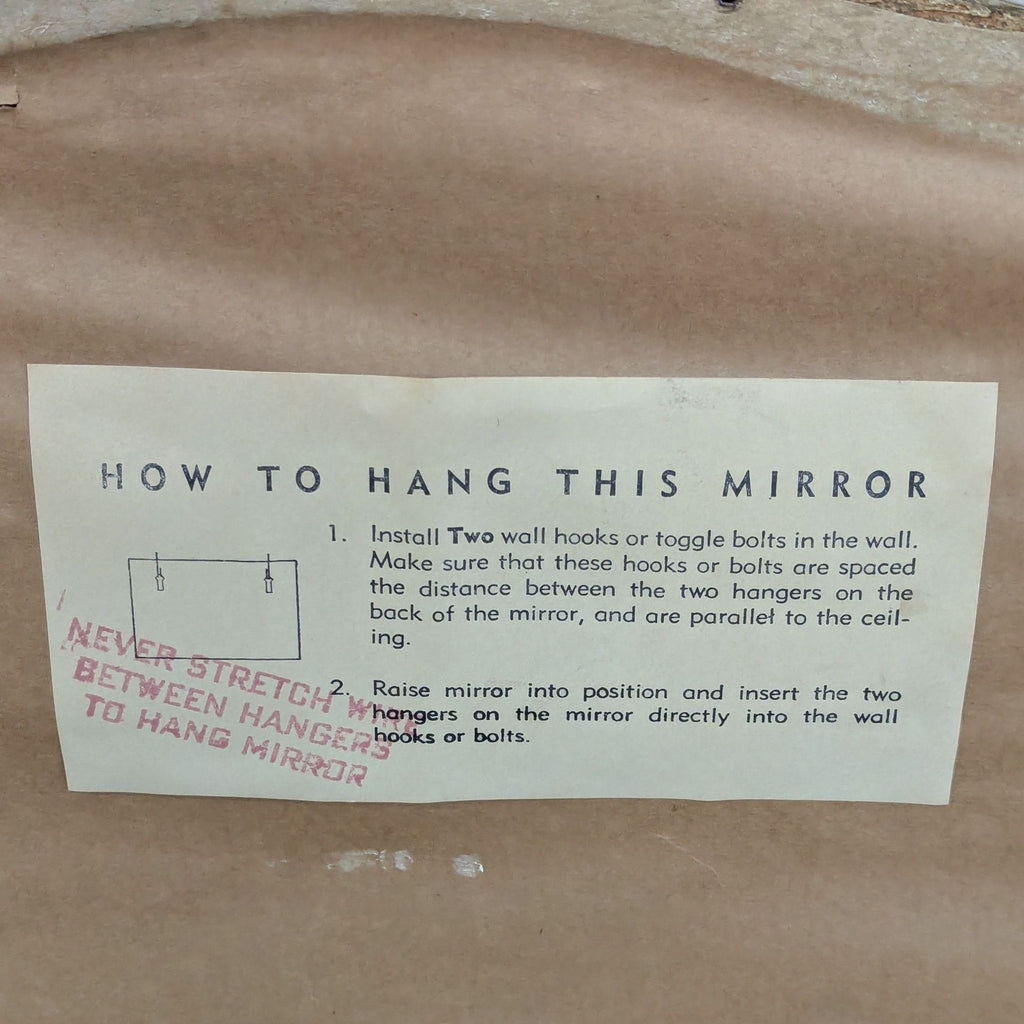 HOW TO HANG THIS MIRROR
1. Install Two wall hooks or toggle bolts in the wall.
Make sure that these hooks or bolts are spaced
the distance between the two hangers on the
back of the mirror, and are parallel to the ceil-
ing.
2. Raise mirror into position and insert the two
hangers on the mirror directly into the wall
hooks or bolts.
NEVER STRETCH WIRE
BETWEEN HANGERS
TO HANG MIRROR